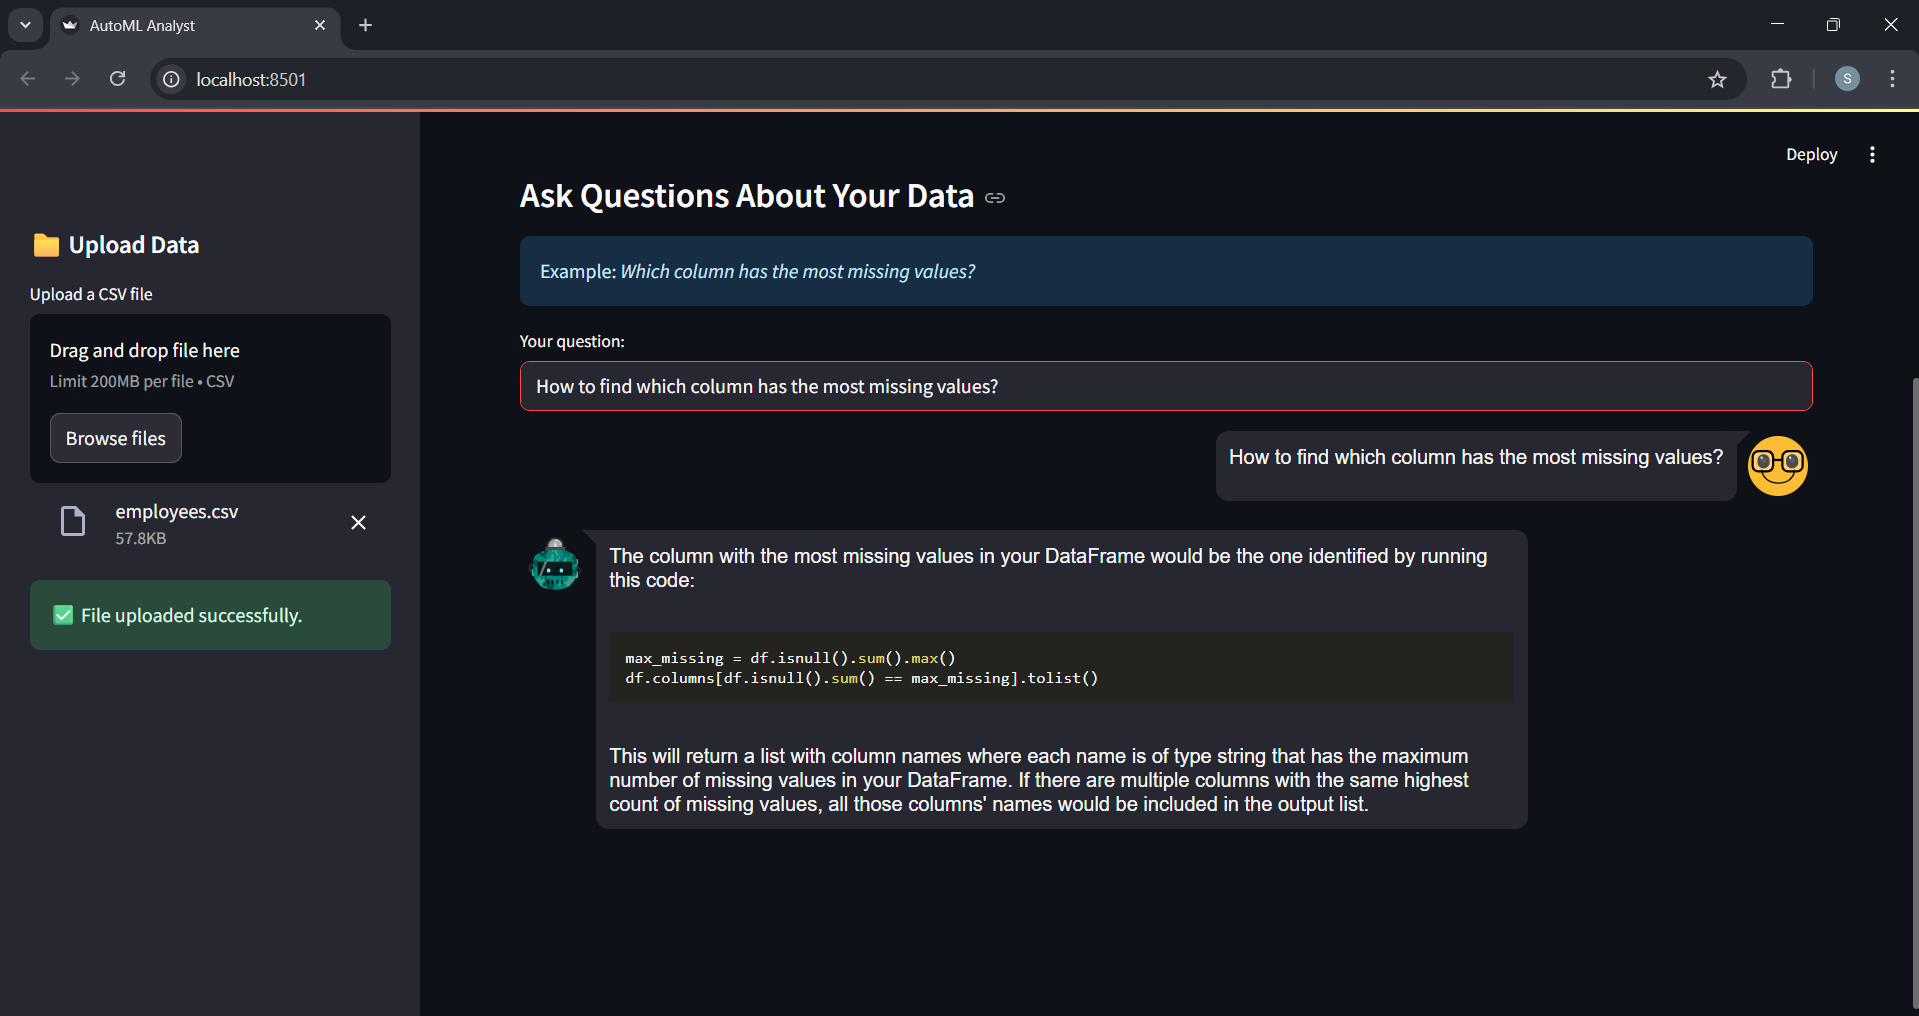 AutoML Analyst
localhost:8501
S
Deploy
📁 Upload Data
Upload a CSV file
Drag and drop file here
Limit 200MB per file • CSV
Browse files
employees.csv
57.8KB
✅ File uploaded successfully.
Ask Questions About Your Data
Example: Which column has the most missing values?
Your question:
How to find which column has the most missing values?
How to find which column has the most missing values?
The column with the most missing values in your DataFrame would be the one identified by running
this code:
max_missing = df.isnull().sum().max()
df.columns[df.isnull().sum() == max_missing].tolist()
This will return a list with column names where each name is of type string that has the maximum
number of missing values in your DataFrame. If there are multiple columns with the same highest
count of missing values, all those columns' names would be included in the output list.